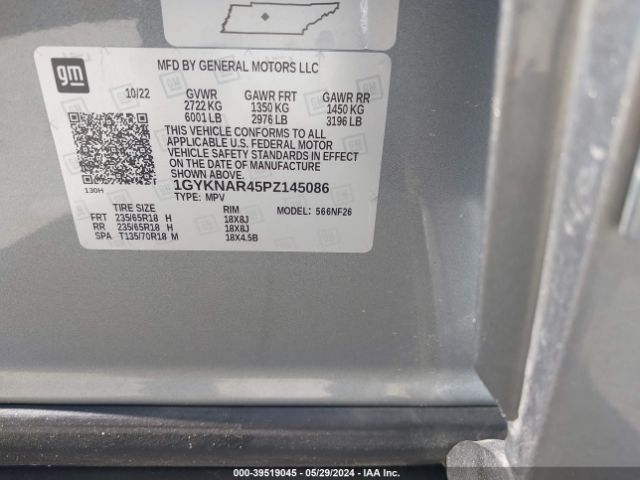 gm
MFD BY GENERAL MOTORS LLC
10/22 GVWR GAWR FRT GAWR RR
2722 KG 1350 KG 1450 KG
6001 LB 2976 LB 3196 LB
THIS VEHICLE CONFORMS TO ALL
APPLICABLE U.S. FEDERAL MOTOR
VEHICLE SAFETY STANDARDS IN EFFECT
ON THE DATE OF MANUFACTURE
SHOWN ABOVE.
1GYKNAR45PZ145086
130H TYPE: MPV
TIRE SIZE RIM MODEL: 566NF26
FRT 235/65R18 H 18X8J
RR 235/65R18 H 18X8J
SPA T135/70R18 M 18X4.5B
000-39519045 — 05/29/2024 — IAA Inc.